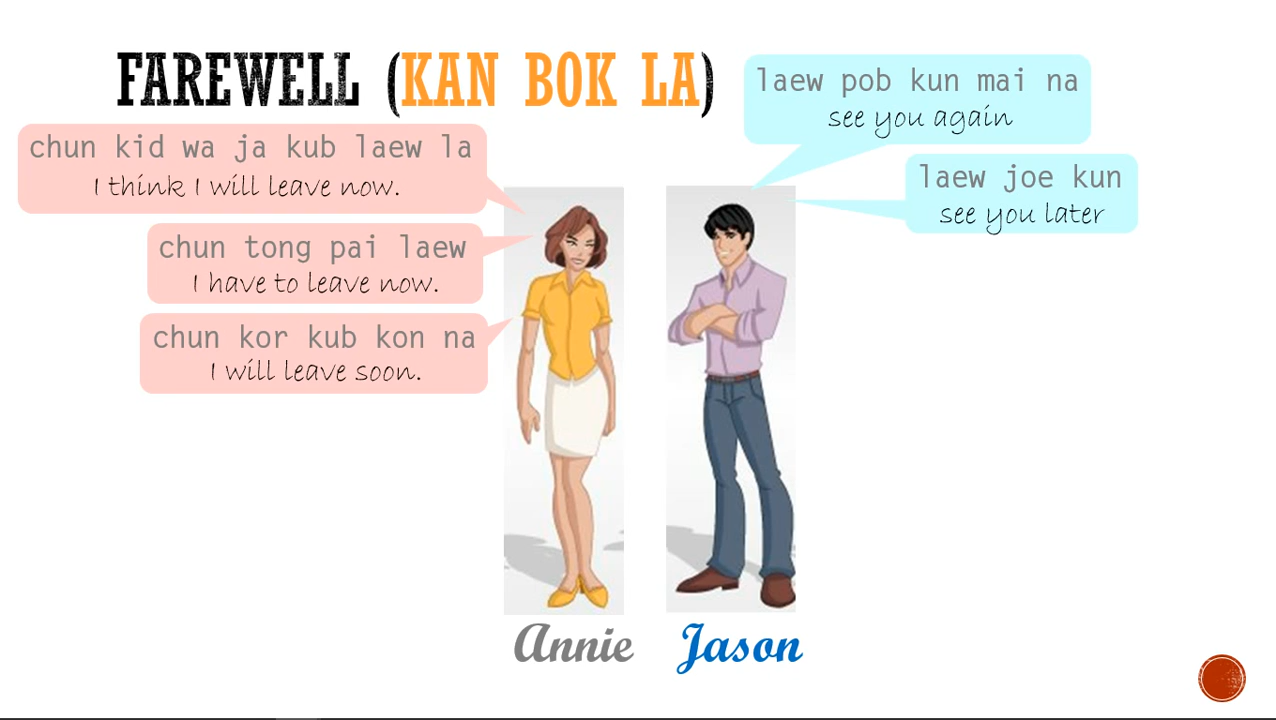 FAREWELL (KAN BOK LA)
chun kid wa ja kub laew la
I think I will leave now.
chun tong pai laew
I have to leave now.
chun kor kub kon na
I will leave soon.
laew pob kun mai na
see you again
laew joe kun
see you later
Annie
Jason